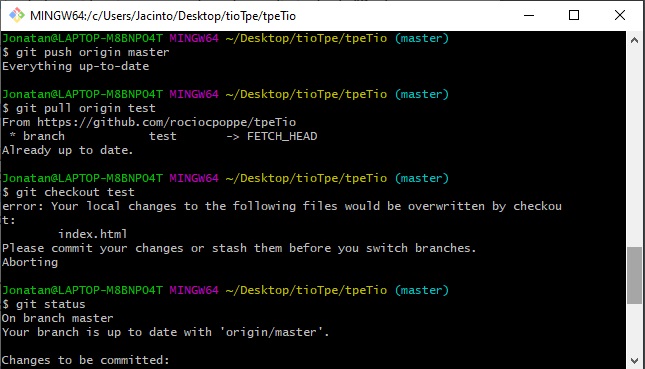 MINGW64:/c/Users/Jacinto/Desktop/tioTpe/tpeTio
Jonatan@LAPTOP-M8BNPO4T MINGW64 ~/Desktop/tioTpe/tpeTio (master)
$ git push origin master
Everything up-to-date
Jonatan@LAPTOP-M8BNPO4T MINGW64 ~/Desktop/tioTpe/tpeTio (master)
$ git pull origin test
From https://github.com/rociocpoppe/tpeTio
 * branch            test       -> FETCH_HEAD
Already up to date.
Jonatan@LAPTOP-M8BNPO4T MINGW64 ~/Desktop/tioTpe/tpeTio (master)
$ git checkout test
error: Your local changes to the following files would be overwritten by checkou
t:
        index.html
Please commit your changes or stash them before you switch branches.
Aborting
Jonatan@LAPTOP-M8BNPO4T MINGW64 ~/Desktop/tioTpe/tpeTio (master)
$ git status
On branch master
Your branch is up to date with 'origin/master'.
Changes to be committed: